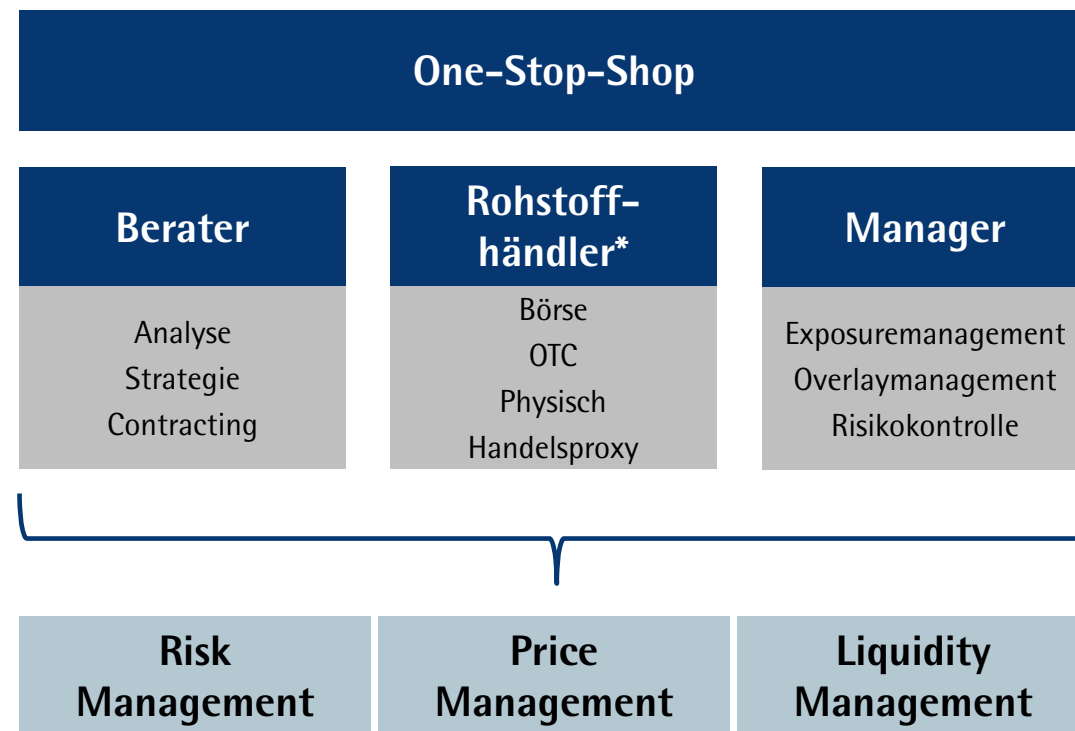 One-Stop-Shop
Berater
Analyse
Strategie
Contracting
Rohstoff-
händler*
Börse
OTC
Physisch
Handelsproxy
Manager
Exposuremanagement
Overlaymanagement
Risikokontrolle
Risk
Management
Price
Management
Liquidity
Management